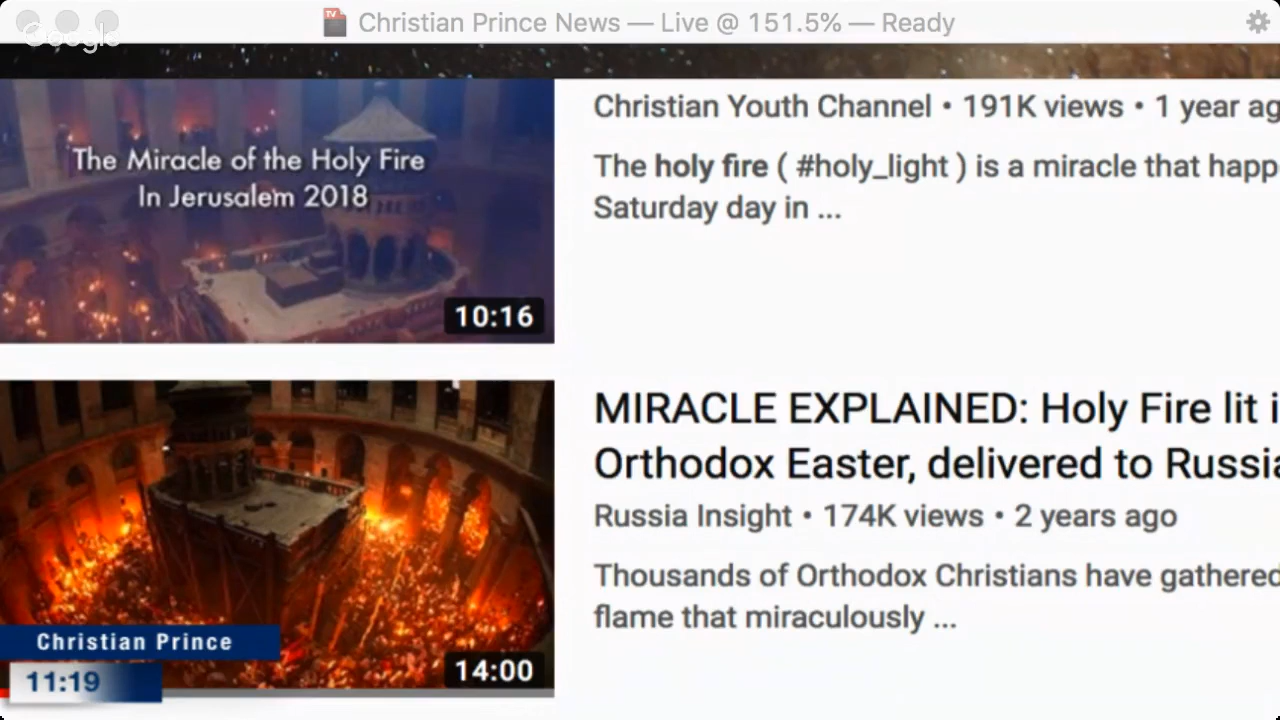 Christian Prince News — Live @ 151.5% — Ready
Google
Christian Youth Channel • 191K views • 1 year ag
The Miracle of the Holy Fire
In Jerusalem 2018
The holy fire ( #holy_light ) is a miracle that happ
Saturday day in ...
10:16
MIRACLE EXPLAINED: Holy Fire lit i
Orthodox Easter, delivered to Russia
Russia Insight • 174K views • 2 years ago
Thousands of Orthodox Christians have gathered
flame that miraculously ...
Christian Prince
11:19
14:00